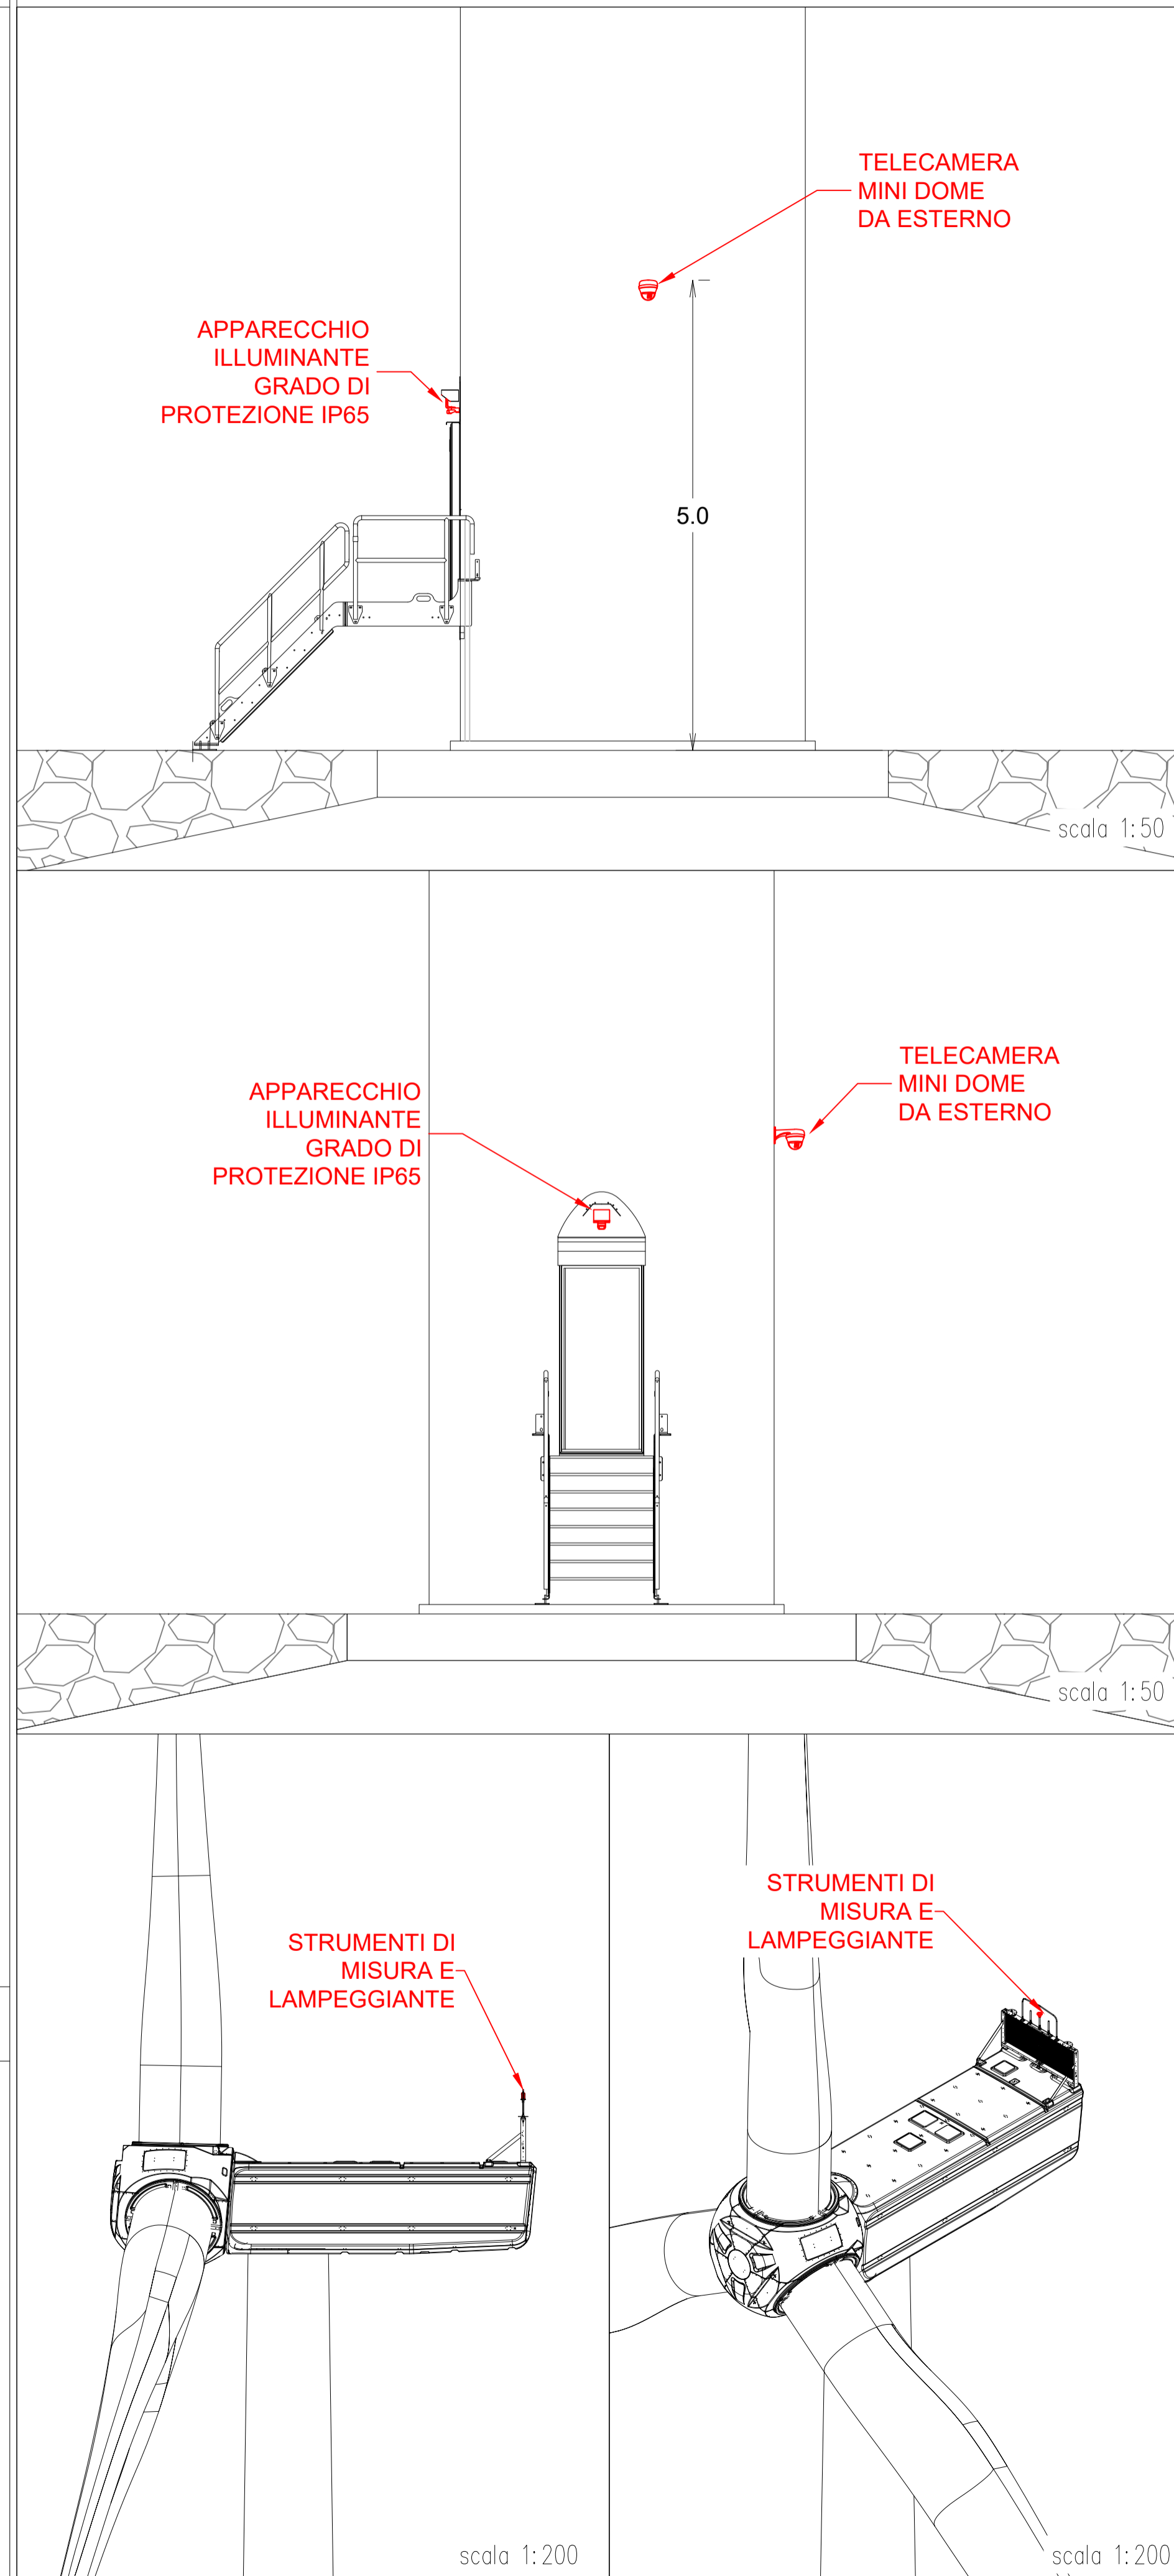 TELECAMERA
MINI DOME
DA ESTERNO
APPARECCHIO
ILLUMINANTE
GRADO DI
PROTEZIONE IP65
5.0
scala 1:50
TELECAMERA
MINI DOME
DA ESTERNO
APPARECCHIO
ILLUMINANTE
GRADO DI
PROTEZIONE IP65
scala 1:50
STRUMENTI DI
MISURA E
LAMPEGGIANTE
scala 1:200
STRUMENTI DI
MISURA E
LAMPEGGIANTE
scala 1:200